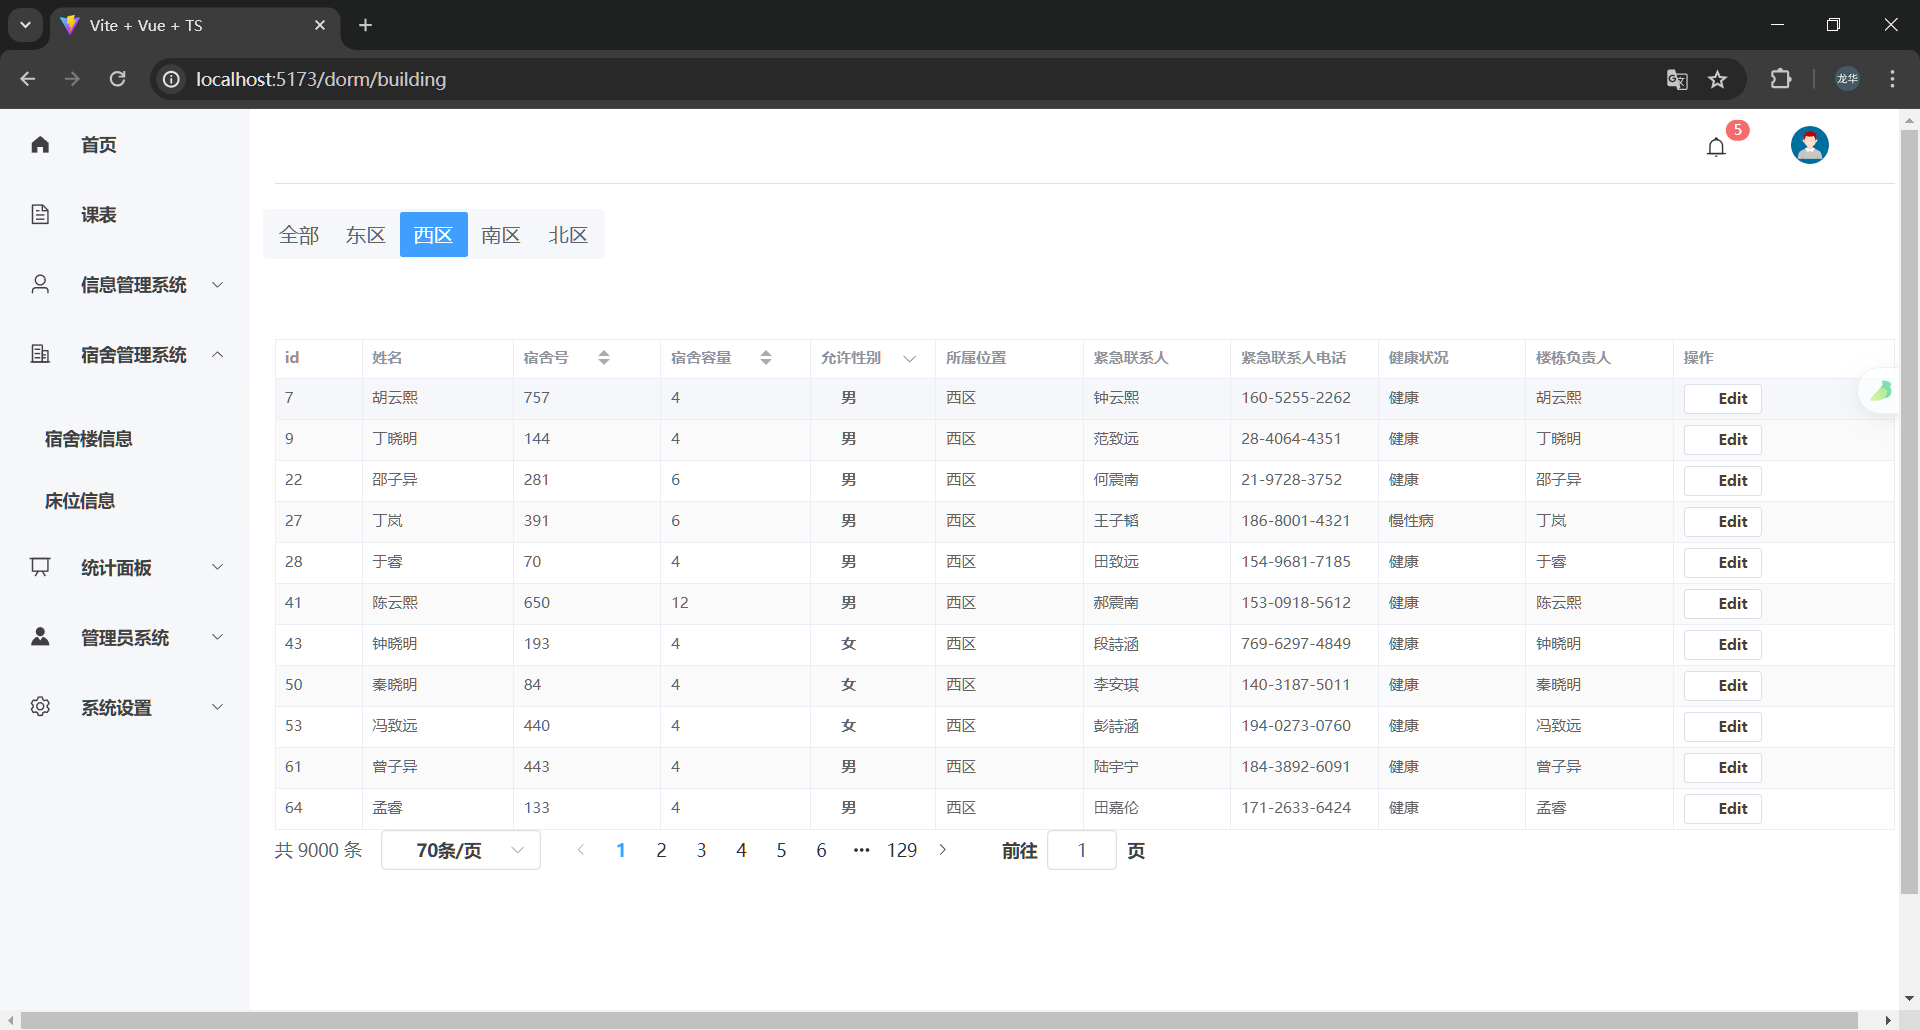 Vite + Vue + TS
localhost:5173/dorm/building
龙华
首页
课表
信息管理系统
宿舍管理系统
宿舍楼信息
床位信息
统计面板
管理员系统
系统设置
5
全部 东区 西区 南区 北区
id 姓名 宿舍号 宿舍容量 允许性别 所属位置 紧急联系人 紧急联系人电话 健康状况 楼栋负责人 操作
7 胡云熙 757 4 男 西区 钟云熙 160-5255-2262 健康 胡云熙 Edit
9 丁晓明 144 4 男 西区 范致远 28-4064-4351 健康 丁晓明 Edit
22 邵子异 281 6 男 西区 何震南 21-9728-3752 健康 邵子异 Edit
27 丁岚 391 6 男 西区 王子韬 186-8001-4321 慢性病 丁岚 Edit
28 于睿 70 4 男 西区 田致远 154-9681-7185 健康 于睿 Edit
41 陈云熙 650 12 男 西区 郝震南 153-0918-5612 健康 陈云熙 Edit
43 钟晓明 193 4 女 西区 段詩涵 769-6297-4849 健康 钟晓明 Edit
50 秦晓明 84 4 女 西区 李安琪 140-3187-5011 健康 秦晓明 Edit
53 冯致远 440 4 女 西区 彭詩涵 194-0273-0760 健康 冯致远 Edit
61 曾子异 443 4 男 西区 陆宇宁 184-3892-6091 健康 曾子异 Edit
64 孟睿 133 4 男 西区 田嘉伦 171-2633-6424 健康 孟睿 Edit
共 9000 条 70条/页 1 2 3 4 5 6 ••• 129 前往 1 页